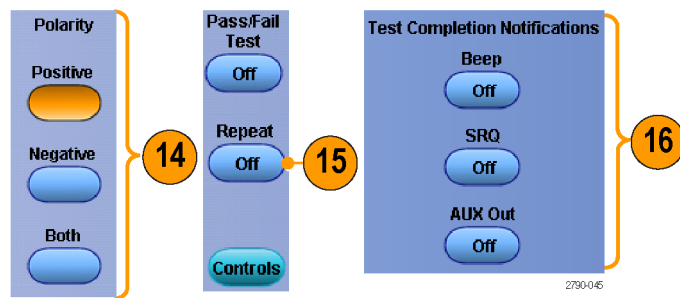 Polarity
Positive
Negative
Both
14
Pass/Fail
Test
Off
Repeat
Off
15
Controls
Test Completion Notifications
Beep
Off
SRQ
Off
AUX Out
Off
16
2790-045